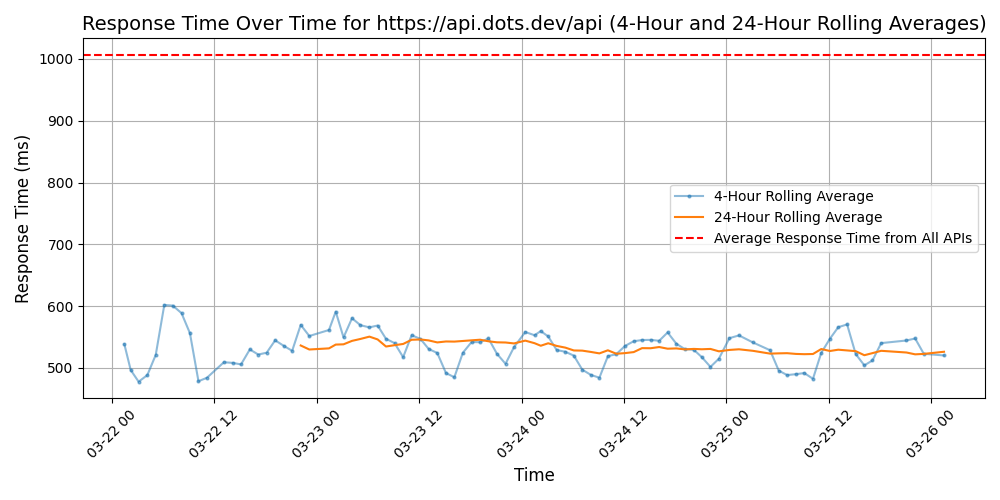 Response Time Over Time for https://api.dots.dev/api (4-Hour and 24-Hour Rolling Averages)
Response Time (ms)
1000
900
800
700
600
500
4-Hour Rolling Average
24-Hour Rolling Average
Average Response Time from All APIs
03-22 00
03-22 12
03-23 00
03-23 12
03-24 00
03-24 12
03-25 00
03-25 12
03-26 00
Time